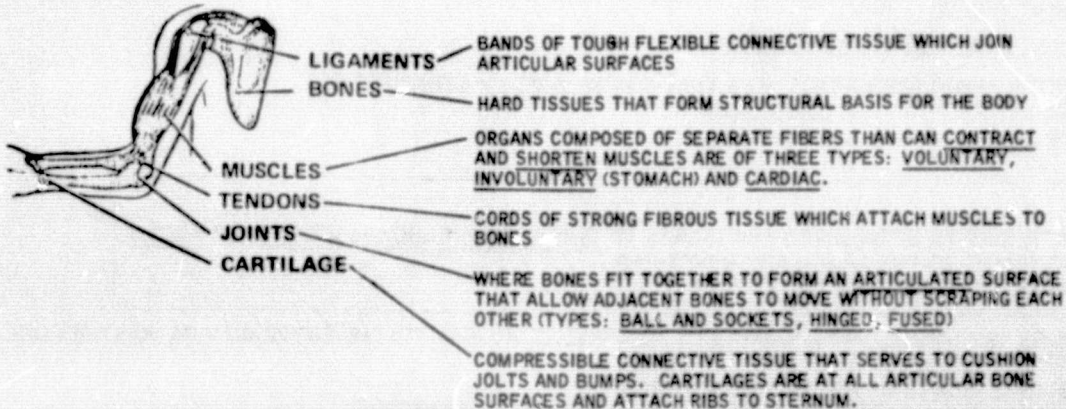 LIGAMENTS
BANDS OF TOUGH FLEXIBLE CONNECTIVE TISSUE WHICH JOIN
ARTICULAR SURFACES
BONES
HARD TISSUES THAT FORM STRUCTURAL BASIS FOR THE BODY
MUSCLES
ORGANS COMPOSED OF SEPARATE FIBERS THAN CAN CONTRACT
AND SHORTEN MUSCLES ARE OF THREE TYPES: VOLUNTARY,
INVOLUNTARY (STOMACH) AND CARDIAC.
TENDONS
CORDS OF STRONG FIBROUS TISSUE WHICH ATTACH MUSCLES TO
BONES
JOINTS
WHERE BONES FIT TOGETHER TO FORM AN ARTICULATED SURFACE
THAT ALLOW ADJACENT BONES TO MOVE WITHOUT SCRAPING EACH
OTHER (TYPES: BALL AND SOCKETS, HINGED, FUSED)
CARTILAGE
COMPRESSIBLE CONNECTIVE TISSUE THAT SERVES TO CUSHION
JOLTS AND BUMPS. CARTILAGES ARE AT ALL ARTICULAR BONE
SURFACES AND ATTACH RIBS TO STERNUM.